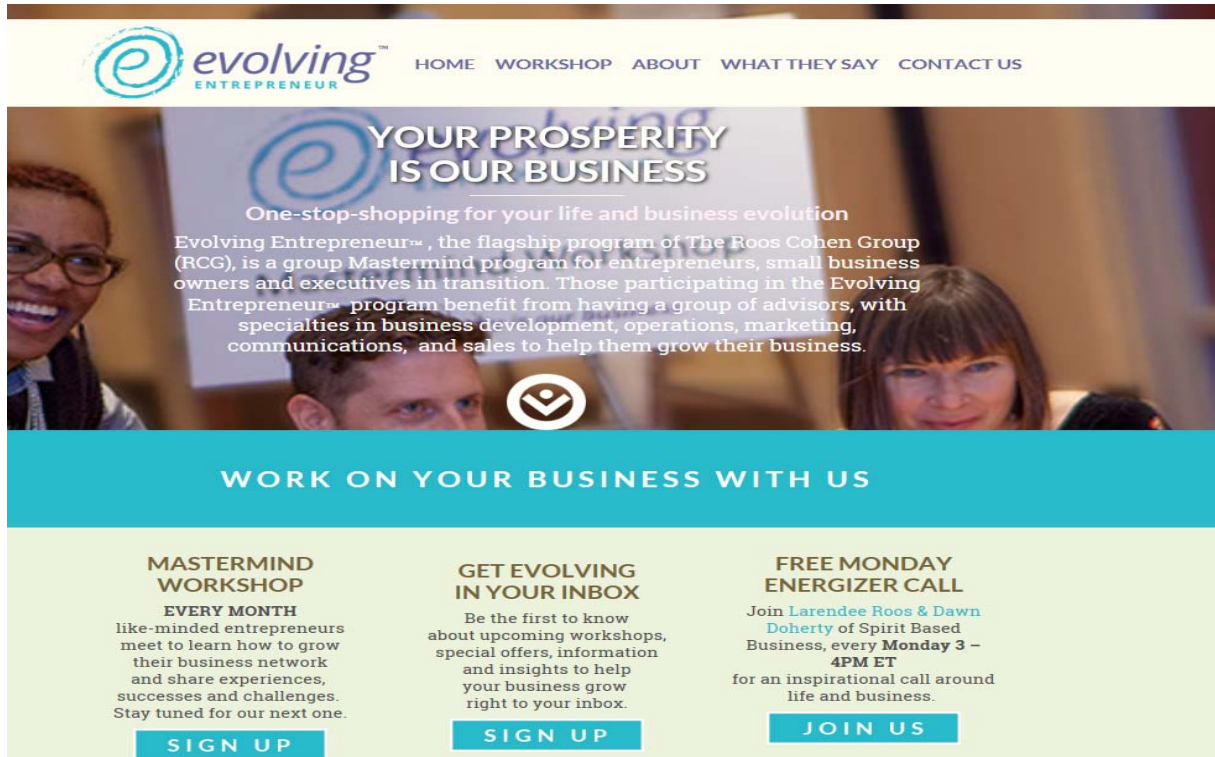 evolving™
ENTREPRENEUR
HOME WORKSHOP ABOUT WHAT THEY SAY CONTACT US
YOUR PROSPERITY
IS OUR BUSINESS
One-stop-shopping for your life and business evolution
Evolving Entrepreneur™ , the flagship program of The Roos Cohen Group
(RCG), is a group Mastermind program for entrepreneurs, small business
owners and executives in transition. Those participating in the Evolving
Entrepreneur™ program benefit from having a group of advisors, with
specialties in business development, operations, marketing,
communications, and sales to help them grow their business.
WORK ON YOUR BUSINESS WITH US
MASTERMIND
WORKSHOP
EVERY MONTH
like-minded entrepreneurs
meet to learn how to grow
their business network
and share experiences,
successes and challenges.
Stay tuned for our next one.
SIGN UP
GET EVOLVING
IN YOUR INBOX
Be the first to know
about upcoming workshops,
special offers, information
and insights to help
your business grow
right to your inbox.
SIGN UP
FREE MONDAY
ENERGIZER CALL
Join Larendee Roos & Dawn
Doherty of Spirit Based
Business, every Monday 3 –
4PM ET
for an inspirational call around
life and business.
JOIN US